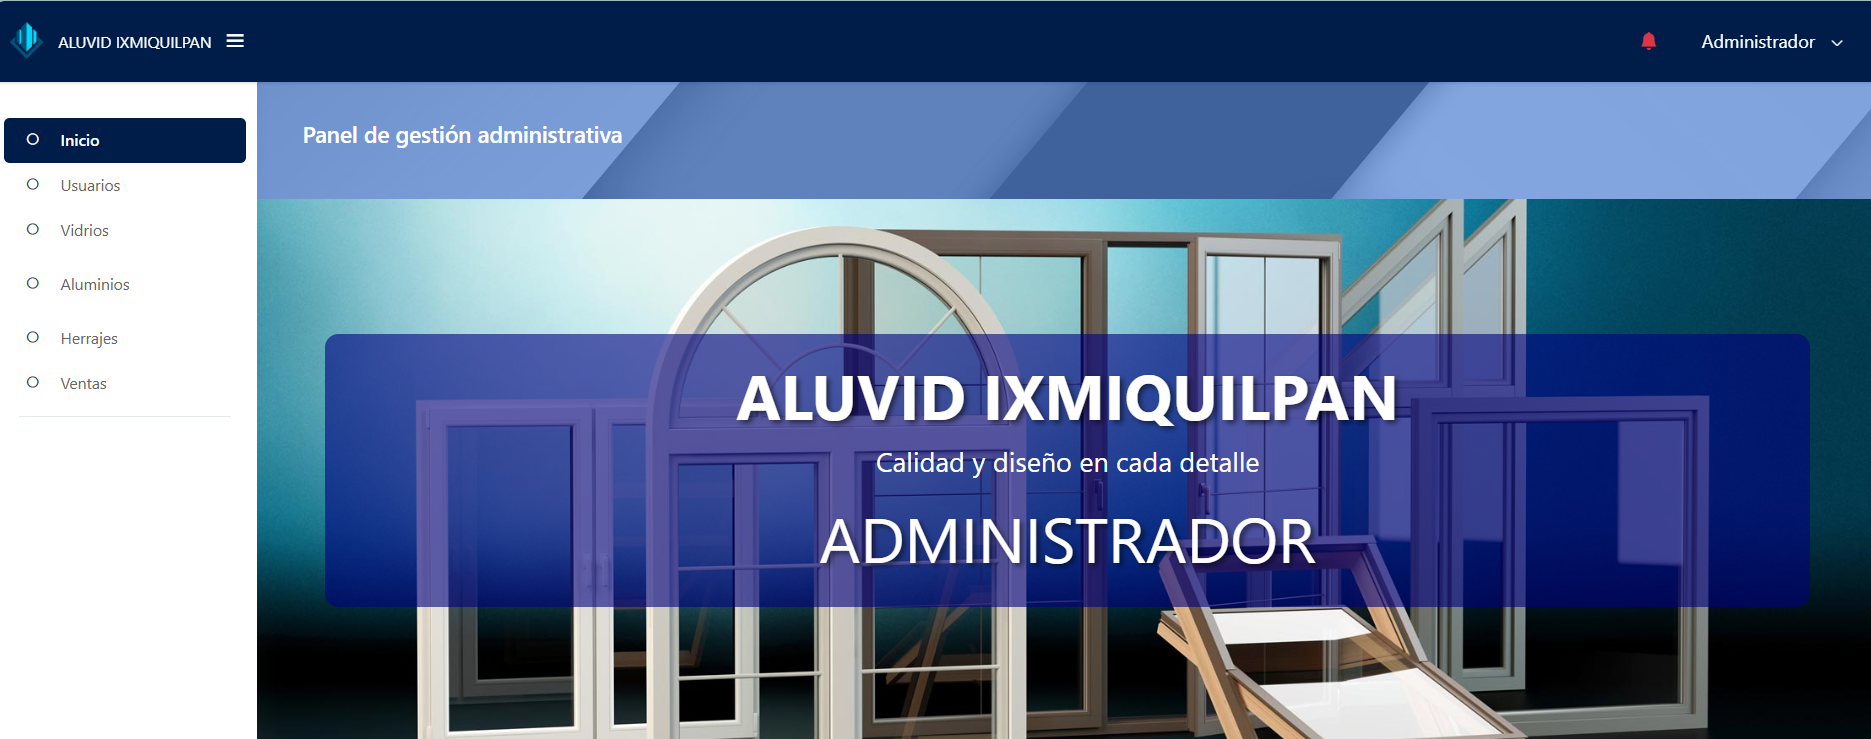 ALUVID IXMIQUILPAN
Administrador
Inicio
Usuarios
Vidrios
Aluminios
Herrajes
Ventas
Panel de gestión administrativa
ALUVID IXMIQUILPAN
Calidad y diseño en cada detalle
ADMINISTRADOR